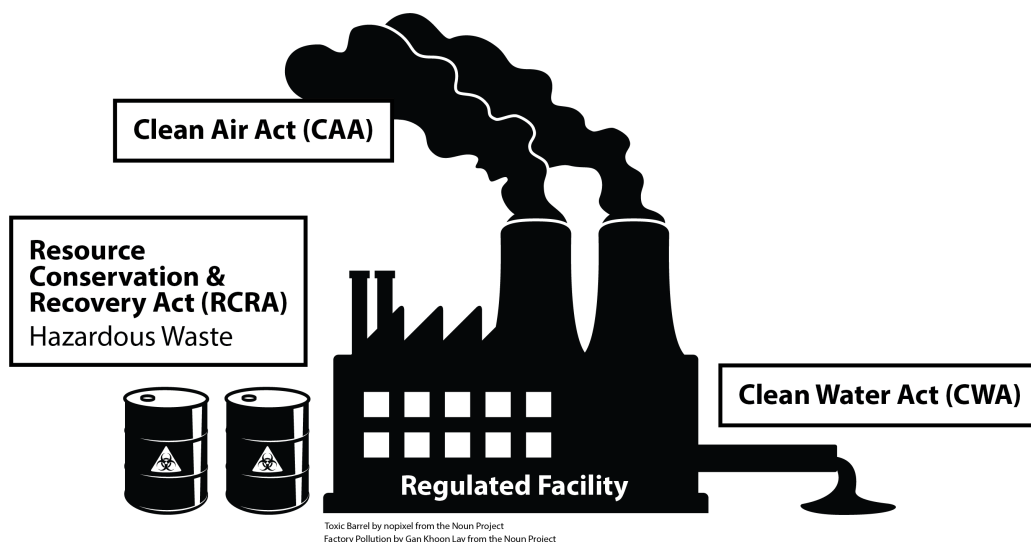 Clean Air Act (CAA)
Resource
Conservation &
Recovery Act (RCRA)
Hazardous Waste
Clean Water Act (CWA)
Regulated Facility
Toxic Barrel by nopixel from the Noun Project
Factory Pollution by Gan Khoon Lay from the Noun Project